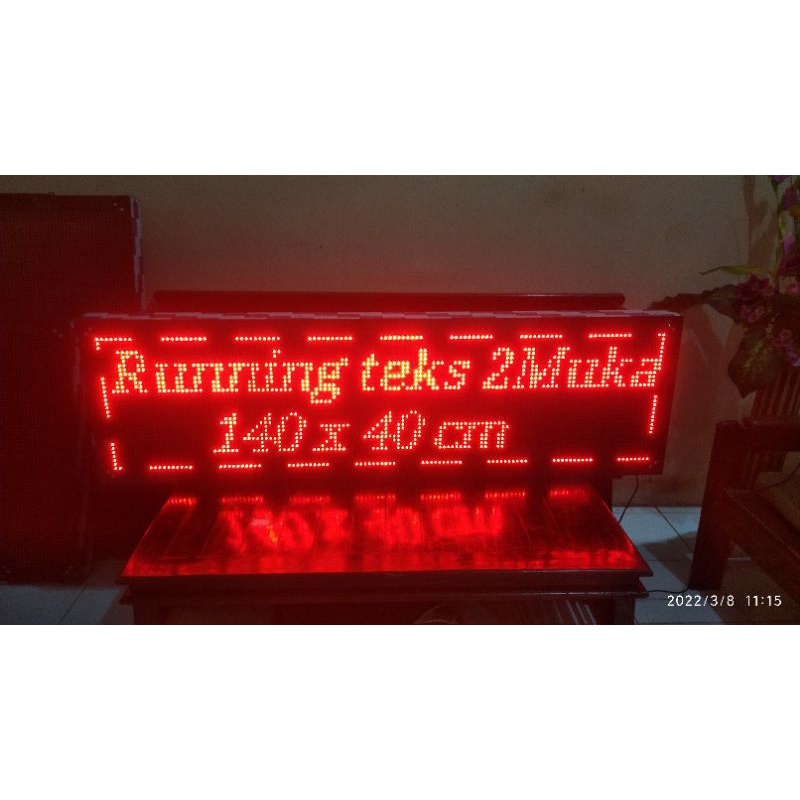 Running teks 2Muka
140 x 40 cm
2022/3/8 11:15